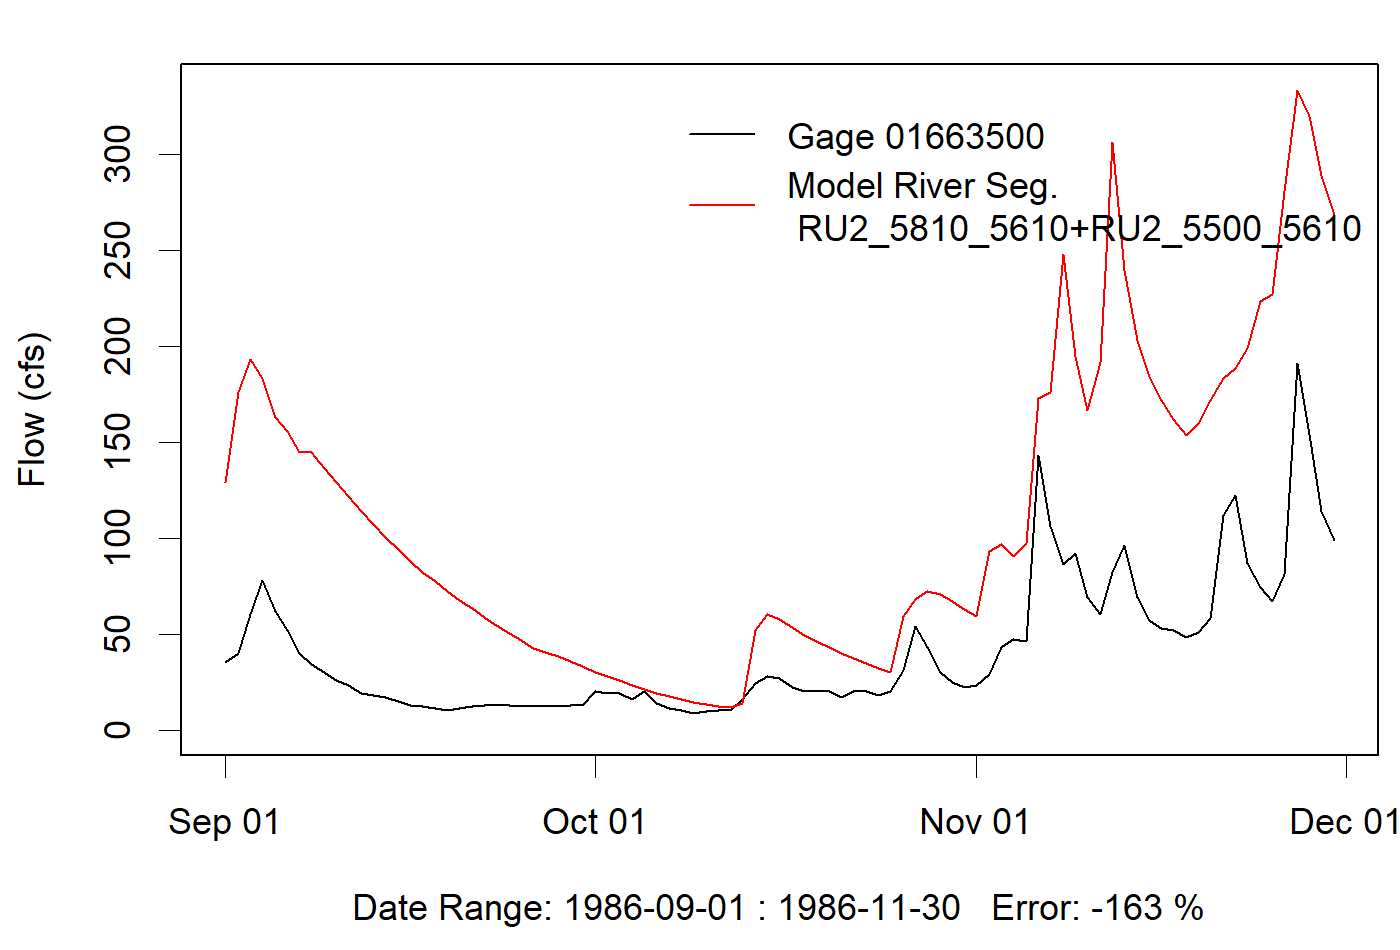 Gage 01663500
Model River Seg.
RU2_5810_5610+RU2_5500_5610
Flow (cfs)
300
250
200
150
100
50
0
Sep 01
Oct 01
Nov 01
Dec 01
Date Range: 1986-09-01 : 1986-11-30 Error: -163 %